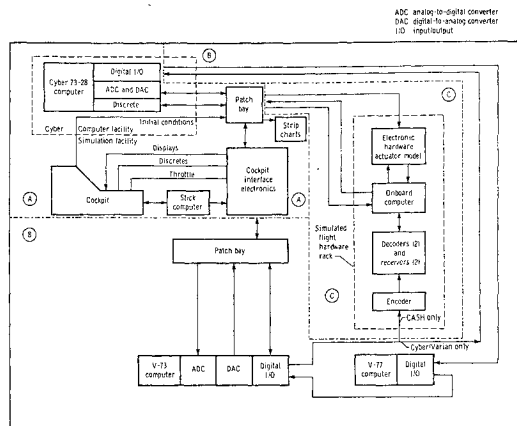 ADC analog-to-digital converter
DAC digital-to-analog converter
I/O input/output
B
Cyber 73-28
computer
Digital I/O
ADC and DAC
Discrete
Patch
bay
C
Cyber
Computer facility
Initial conditions
Simulation facility
Strip
charts
Electronic
hardware
actuator model
Displays
Discretes
Throttle
Cockpit
interface
electronics
Onboard
computer
A
Cockpit
Stick
computer
A
Simulated
flight
hardware
rack
Decoders (2)
and
receivers (2)
B
Patch bay
C
Encoder
CASH only
Cyber/Varian only
V-73
computer
ADC
DAC
Digital
I/O
V-77
computer
Digital
I/O